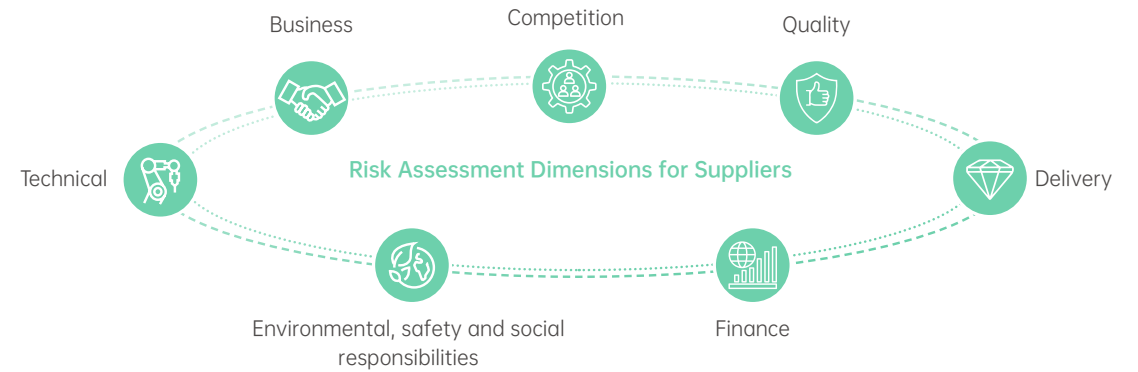 Competition
Business
Quality
Risk Assessment Dimensions for Suppliers
Technical
Delivery
Environmental, safety and social
responsibilities
Finance